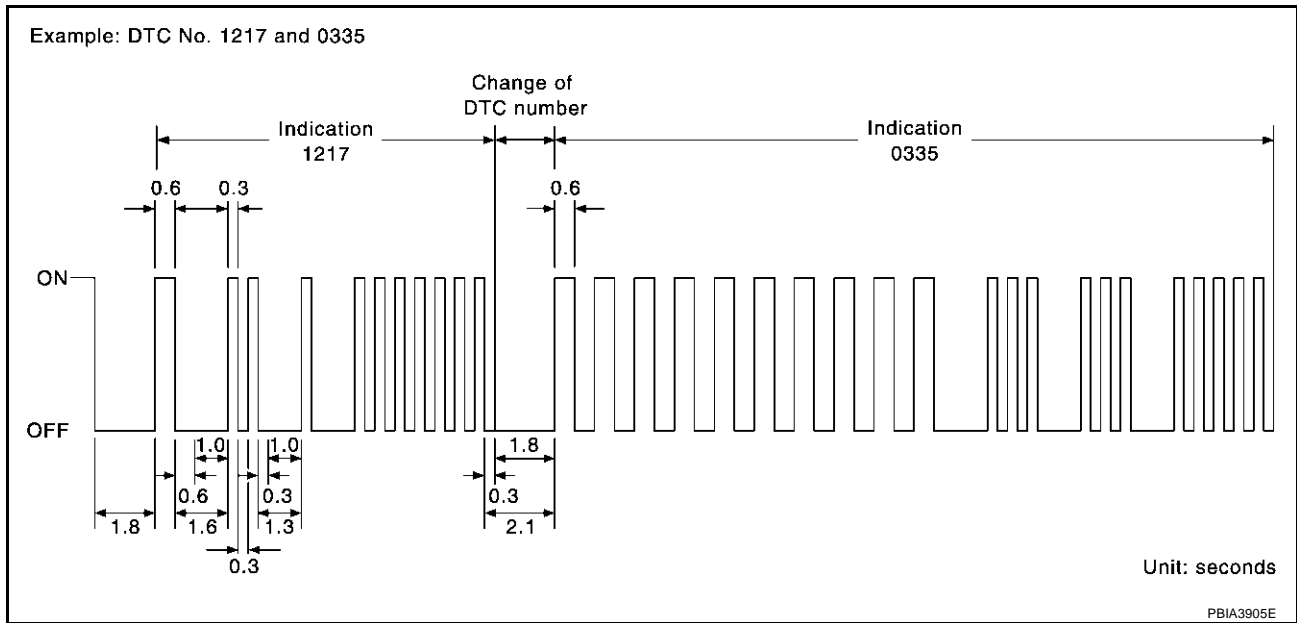 Example: DTC No. 1217 and 0335
Change of
DTC number
Indication
1217
Indication
0335
0.6
0.3
0.6
ON
OFF
1.0
1.0
1.8
0.6
0.3
0.3
1.8
1.6
1.3
2.1
0.3
Unit: seconds
PBIA3905E